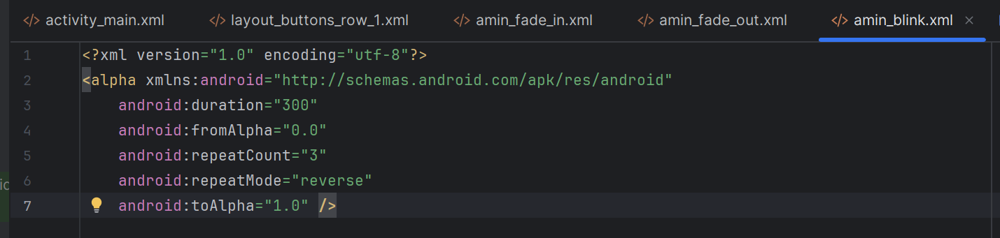 </> activity_main.xml </> layout_buttons_row_1.xml </> amin_fade_in.xml </> amin_fade_out.xml </> amin_blink.xml ×
1 <?xml version="1.0" encoding="utf-8"?>
2 <alpha xmlns:android="http://schemas.android.com/apk/res/android"
3 android:duration="300"
4 android:fromAlpha="0.0"
5 android:repeatCount="3"
6 android:repeatMode="reverse"
id
7 android:toAlpha="1.0" />